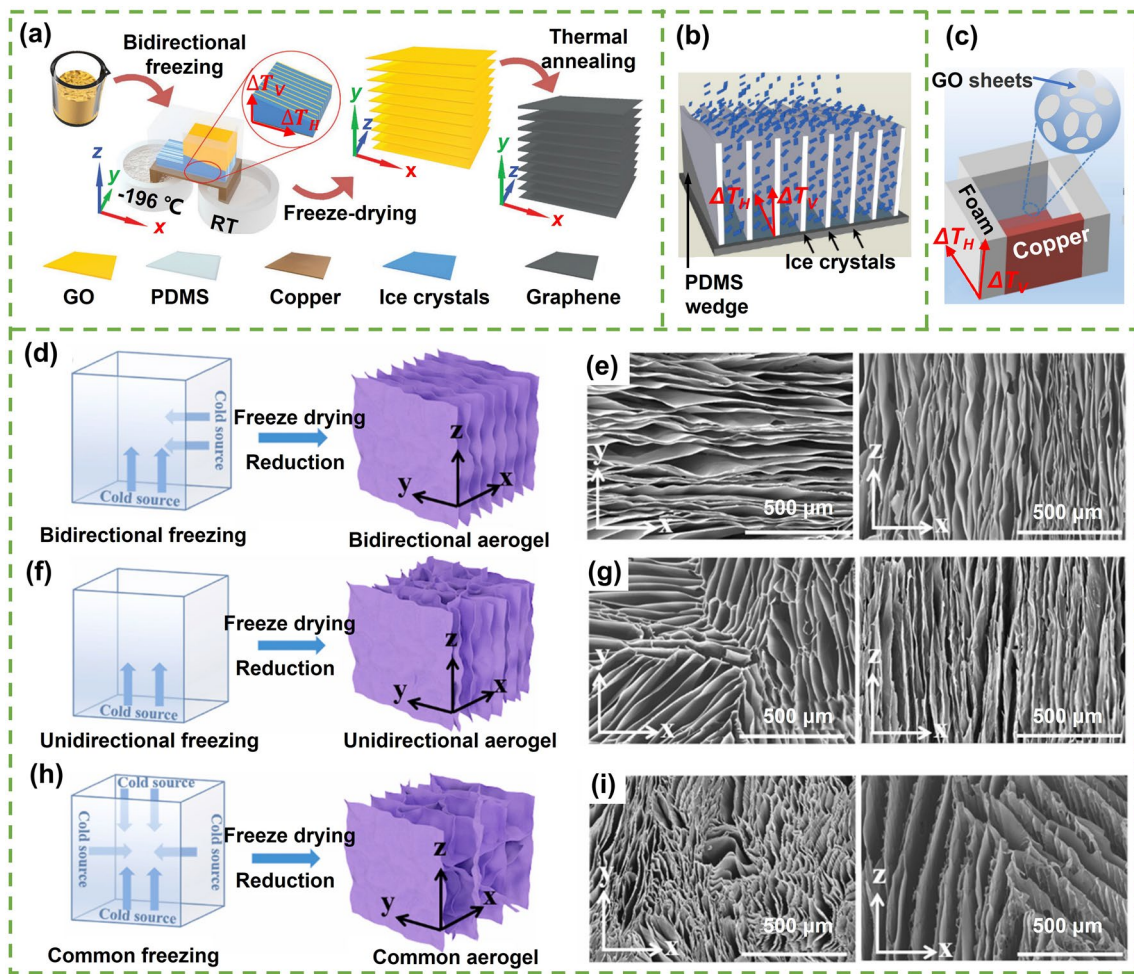 (a)
Bidirectional
freezing
ΔT_V
ΔT_H
z
y
x
-196 ℃
RT
Freeze-drying
y
z
x
Thermal
annealing
y
z
x
GO
PDMS
Copper
Ice crystals
Graphene
(b)
ΔT_H
ΔT_V
Ice crystals
PDMS
wedge
(c)
GO sheets
Foam
Copper
ΔT_H
ΔT_V
(d)
Cold source
Cold source
Bidirectional freezing
Freeze drying
Reduction
z
y
x
Bidirectional aerogel
(e)
y
x
500 μm
z
x
500 μm
(f)
Cold source
Unidirectional freezing
Freeze drying
Reduction
z
y
x
Unidirectional aerogel
(g)
y
x
500 μm
z
x
500 μm
(h)
Cold source
Cold source
Cold source
Cold source
Common freezing
Freeze drying
Reduction
z
y
x
Common aerogel
(i)
y
x
500 μm
z
x
500 μm